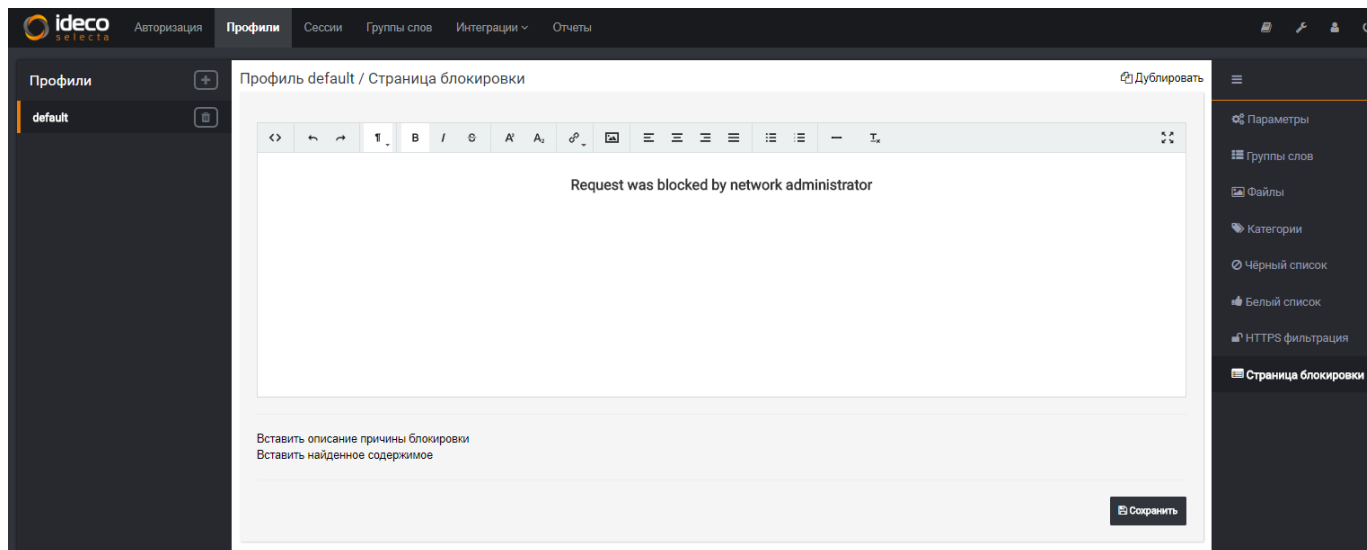 ideco
selecta
Авторизация Профили Сессии Группы слов Интеграции Отчеты
Профили
default
Профиль default / Страница блокировки
Дублировать
Request was blocked by network administrator
Вставить описание причины блокировки
Вставить найденное содержимое
Сохранить
Параметры
Группы слов
Файлы
Категории
Чёрный список
Белый список
HTTPS фильтрация
Страница блокировки